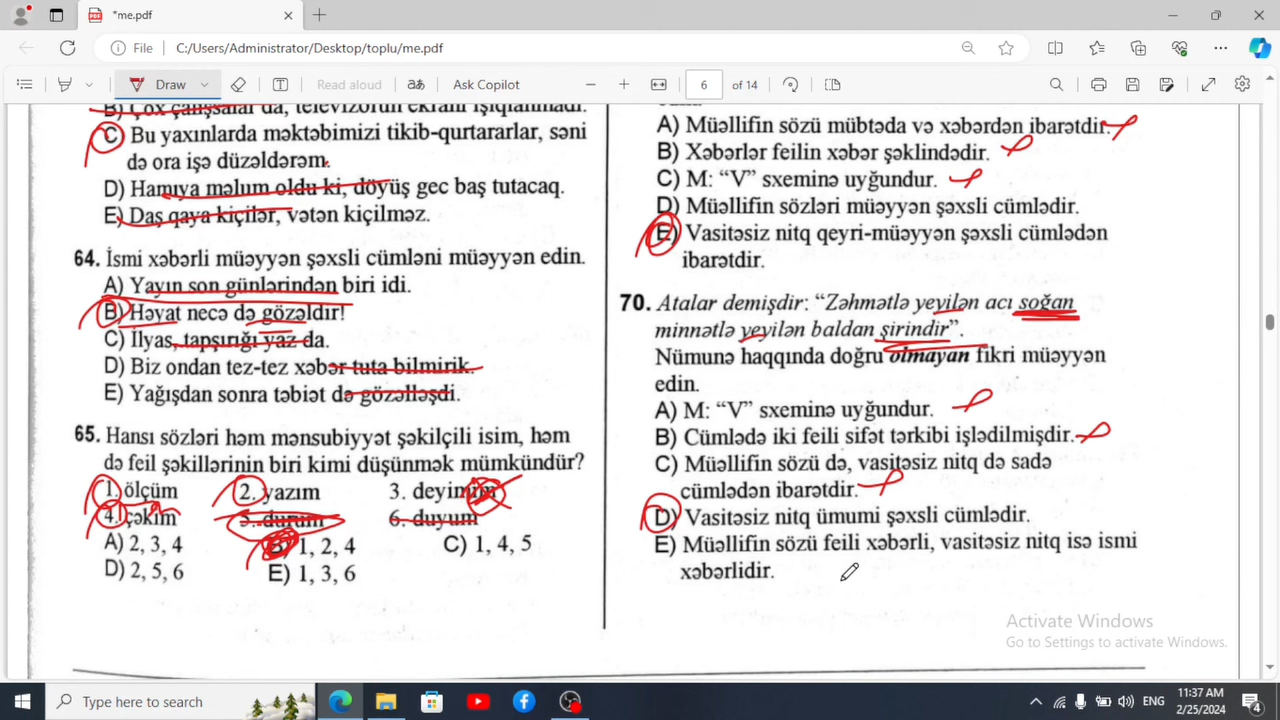 *me.pdf
File
C:/Users/Administrator/Desktop/toplu/me.pdf
Draw
Read aloud
aあ
Ask Copilot
6
of 14
B) Çox çalışsalar da, televizorun ekranı işıqlanmadı.
C) Bu yaxınlarda məktəbimizi tikib-qurtararlar, səni
də ora işə düzəldərəm.
D) Hamıya məlum oldu ki, döyüş gec baş tutacaq.
E) Daş qaya kiçilər, vətən kiçilməz.
64. İsmi xəbərli müəyyən şəxsli cümləni müəyyən edin.
A) Yayın son günlərindən biri idi.
B) Həyat necə də gözəldir!
C) İlyas, tapşırığı yaz da.
D) Biz ondan tez-tez xəbər tuta bilmirik.
E) Yağışdan sonra təbiət də gözəlləşdi.
65. Hansı sözləri həm mənsubiyyət şəkilçili isim, həm
də feil şəkillərinin biri kimi düşünmək mümkündür?
1. ölçüm 2. yazım 3. deyimim
4. çəkim 5. durum 6. duyum
A) 2, 3, 4 B) 1, 2, 4 C) 1, 4, 5
D) 2, 5, 6 E) 1, 3, 6
A) Müəllifin sözü mübtəda və xəbərdən ibarətdir.
B) Xəbərlər feilin xəbər şəklindədir.
C) M: “V” sxeminə uyğundur.
D) Müəllifin sözləri müəyyən şəxsli cümlədir.
E) Vasitəsiz nitq qeyri-müəyyən şəxsli cümlədən
ibarətdir.
70. Atalar demişdir: “Zəhmətlə yeyilən acı soğan
minnətlə yeyilən baldan şirindir”.
Nümunə haqqında doğru olmayan fikri müəyyən
edin.
A) M: “V” sxeminə uyğundur.
B) Cümlədə iki feili sifət tərkibi işlədilmişdir.
C) Müəllifin sözü də, vasitəsiz nitq də sadə
cümlədən ibarətdir.
D) Vasitəsiz nitq ümumi şəxsli cümlədir.
E) Müəllifin sözü feili xəbərli, vasitəsiz nitq isə ismi
xəbərlidir.
Activate Windows
Go to Settings to activate Windows.
Type here to search
ENG
11:37 AM
2/25/2024
4